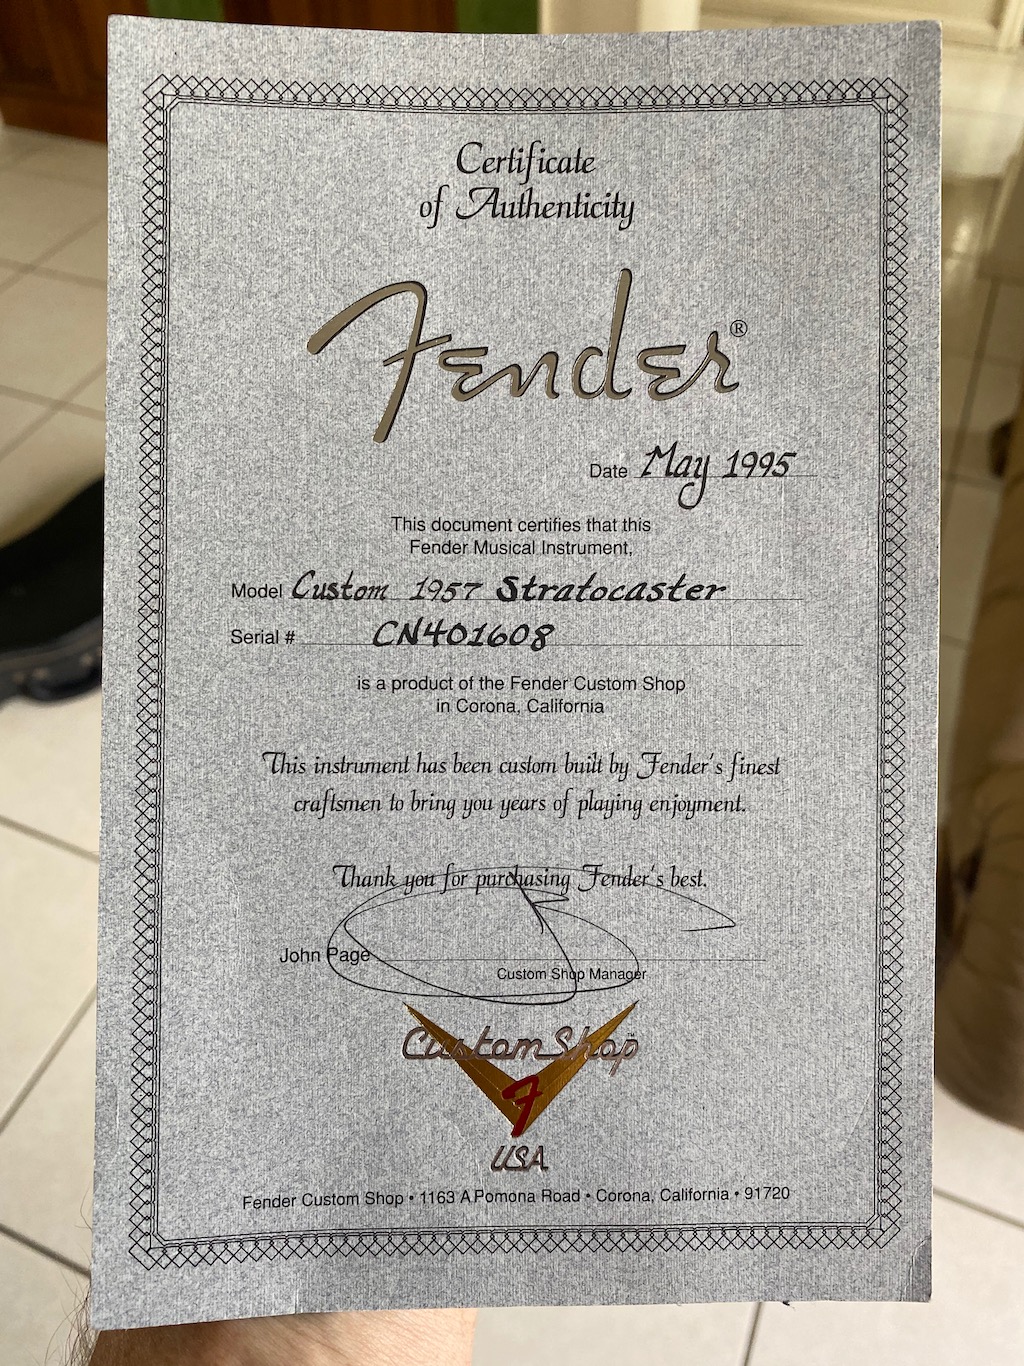 Certificate
of Authenticity
Fender®
Date May 1995
This document certifies that this
Fender Musical Instrument,
Model Custom 1957 Stratocaster
Serial # CN401608
is a product of the Fender Custom Shop
in Corona, California
This instrument has been custom built by Fender's finest
craftsmen to bring you years of playing enjoyment.
Thank you for purchasing Fender's best.
John Page
Custom Shop Manager
Custom Shop
F
USA
Fender Custom Shop • 1163 A Pomona Road • Corona, California • 91720